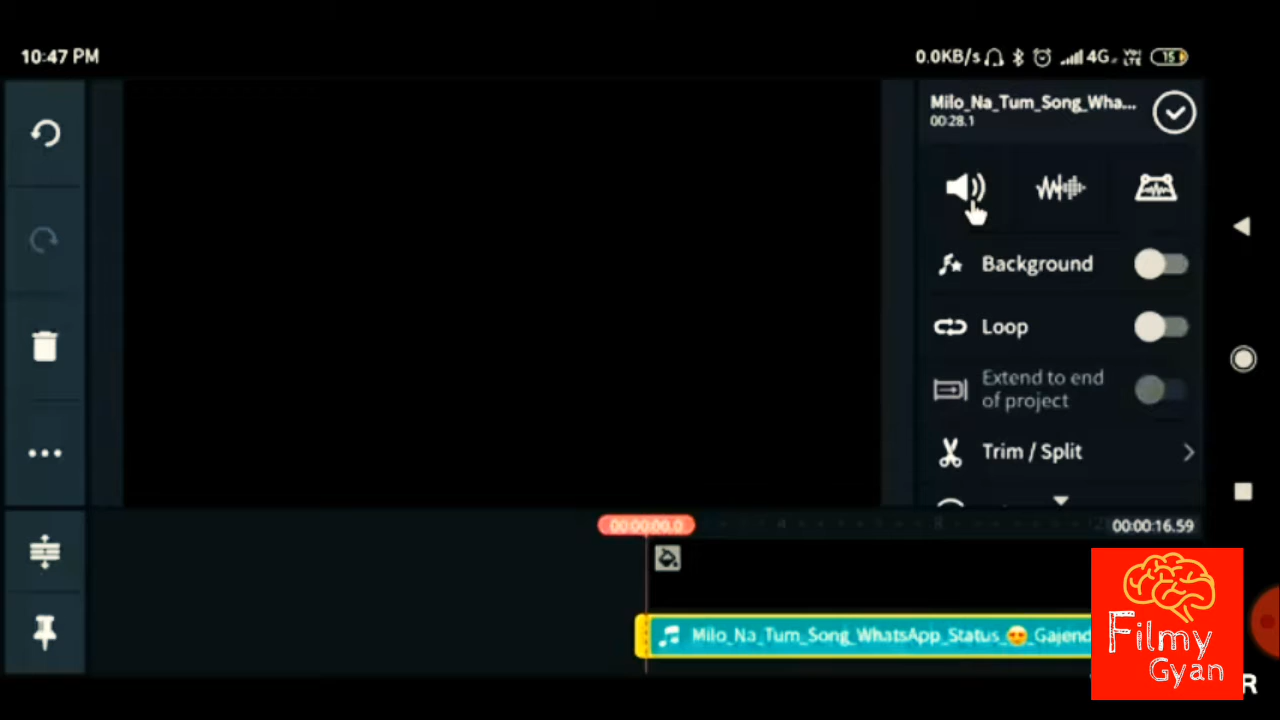 10:47 PM
0.0KB/s 4G 15
Milo_Na_Tum_Song_Wha...
00:28.1
Background
Loop
Extend to end
of project
Trim / Split
00:00:00.0
00:00:16.59
Milo_Na_Tum_Song_WhatsApp_Status_😍_Gajend
Filmy
Gyan
R